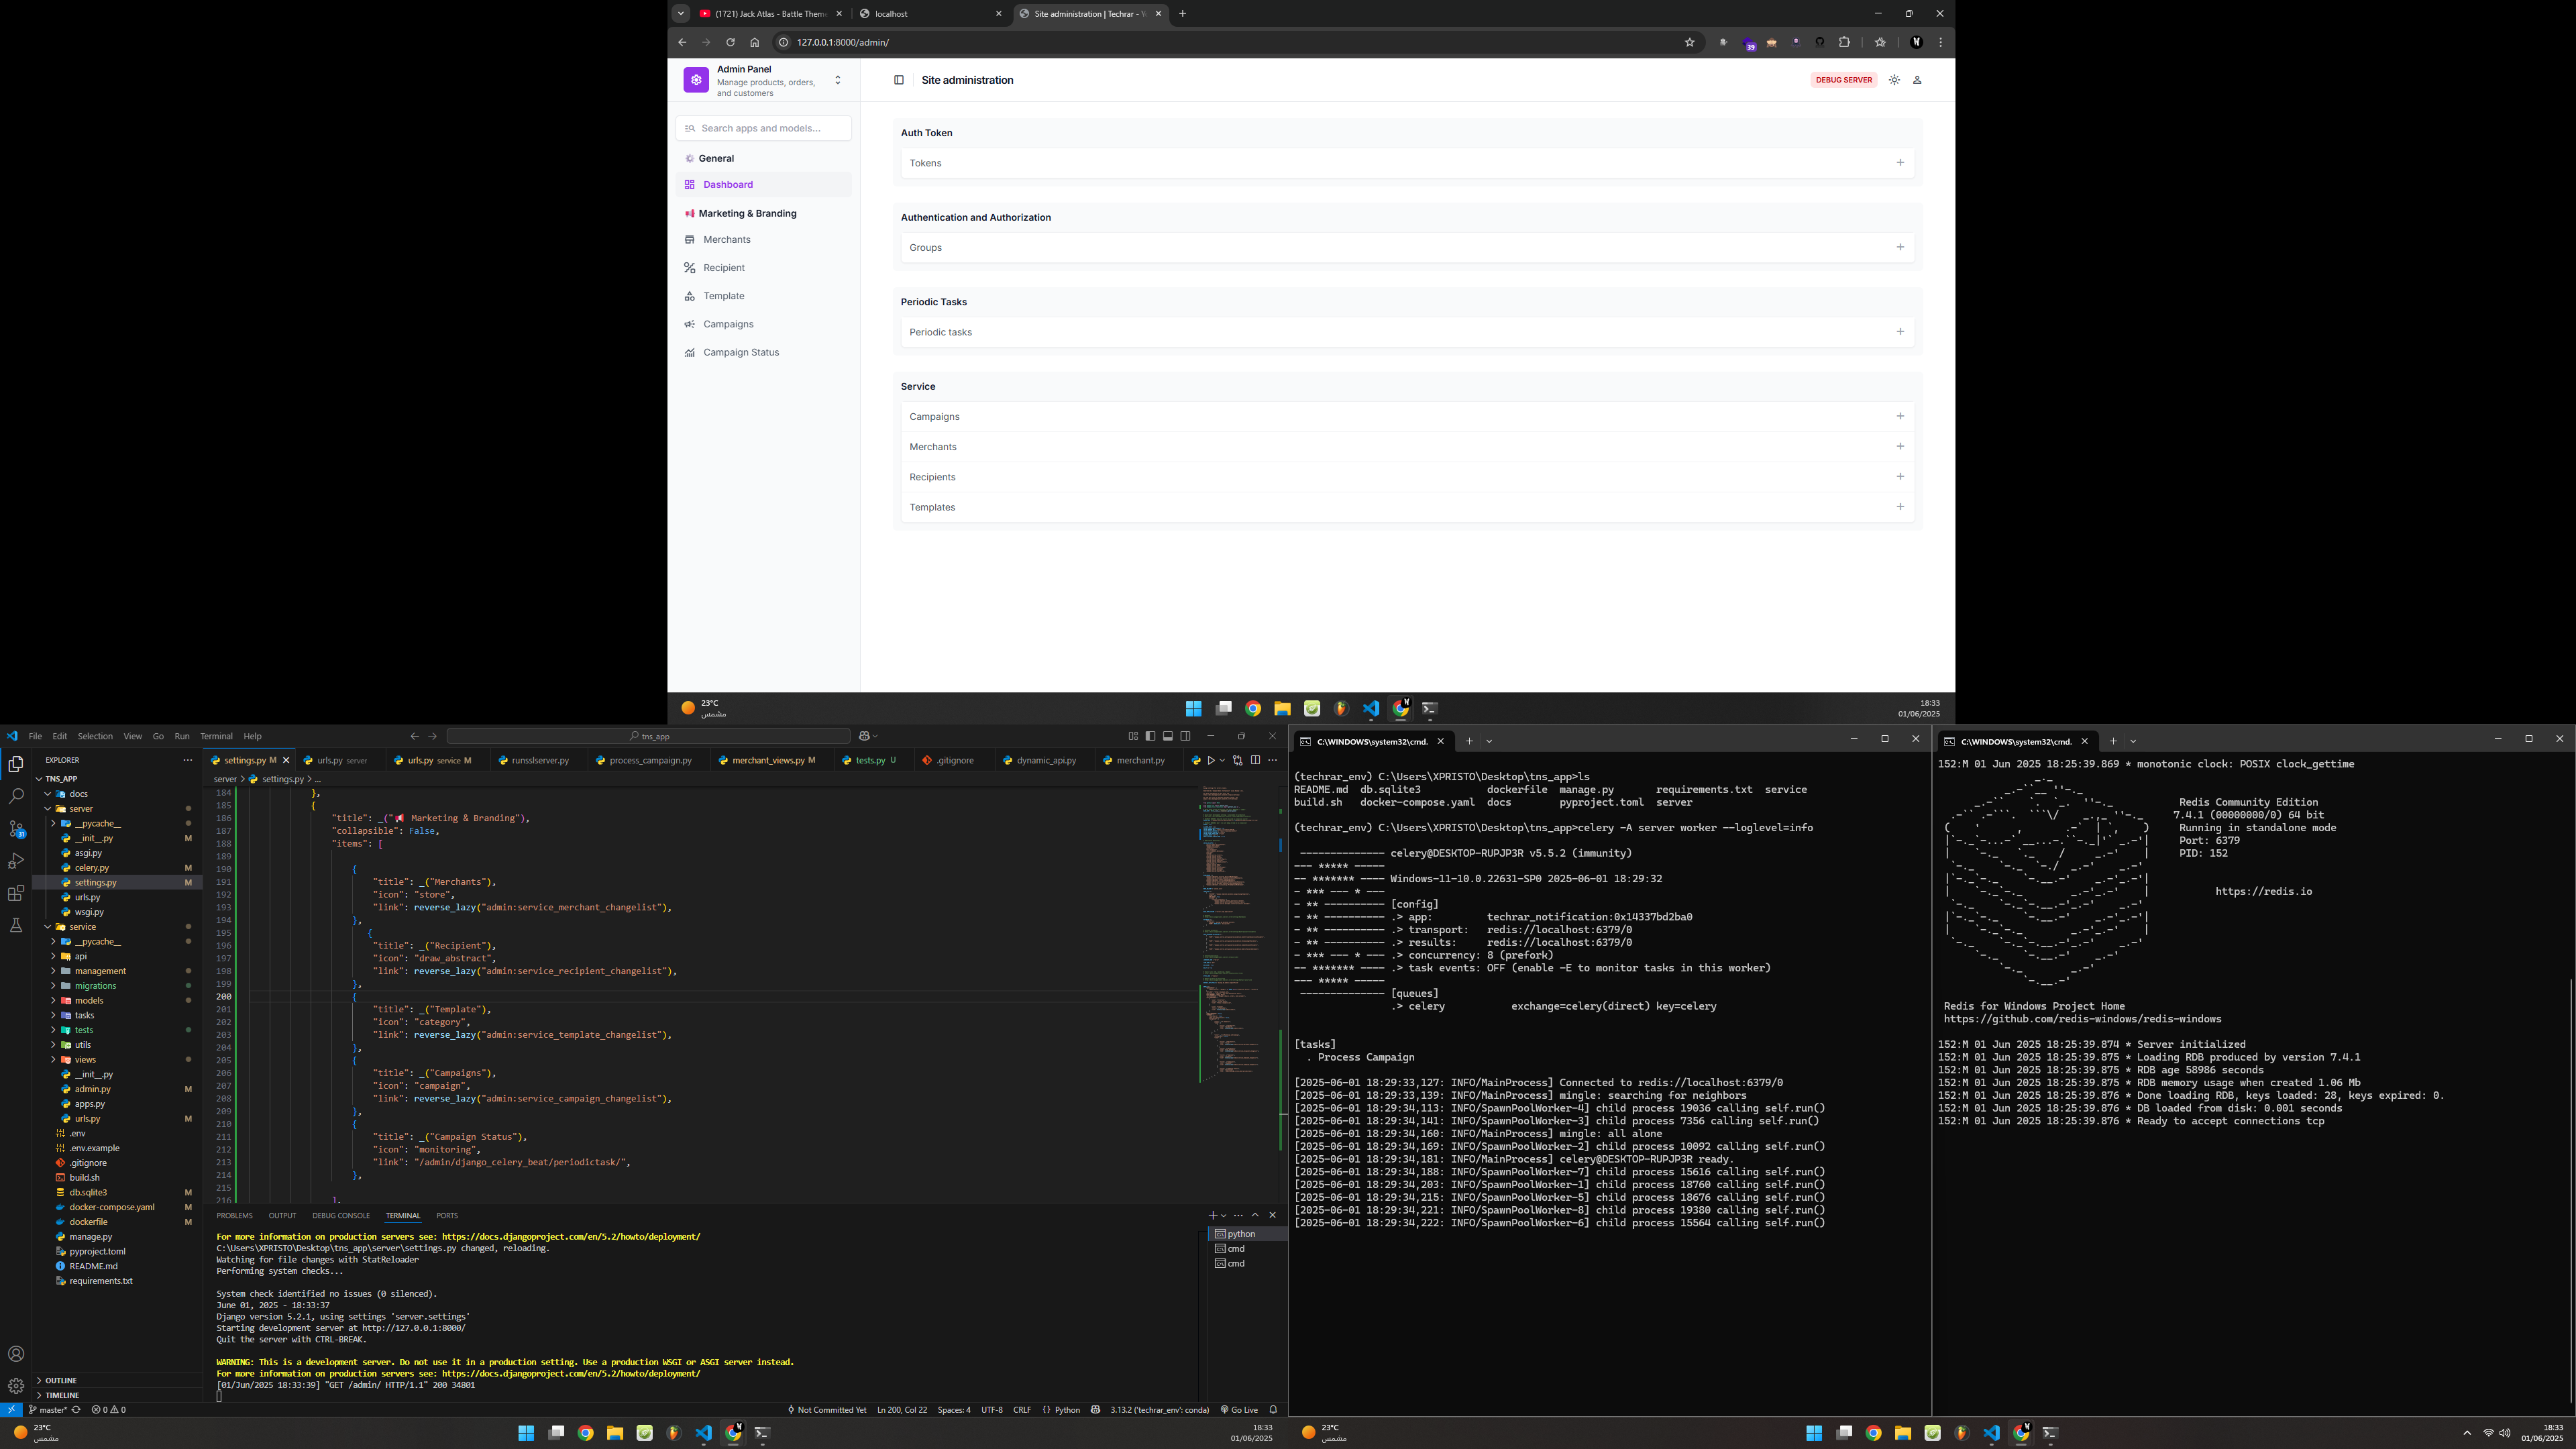 (1721) Jack Atlas - Battle Theme
localhost
Site administration | Techrar - Y
127.0.0.1:8000/admin/
39
Admin Panel
Manage products, orders,
and customers
Site administration
DEBUG SERVER
Search apps and models...
General
Dashboard
Marketing & Branding
Merchants
Recipient
Template
Campaigns
Campaign Status
Auth Token
Tokens
Authentication and Authorization
Groups
Periodic Tasks
Periodic tasks
Service
Campaigns
Merchants
Recipients
Templates
23°C
مشمس
18:33
01/06/2025
File Edit Selection View Go Run Terminal Help
tns_app
EXPLORER
TNS_APP
docs
server
__pycache__
__init__.py M
asgi.py
celery.py M
settings.py M
urls.py
wsgi.py
service
__pycache__
api
management
migrations
models
tasks
tests
utils
views
__init__.py
admin.py M
apps.py
urls.py M
.env
.env.example
.gitignore
build.sh
db.sqlite3 M
docker-compose.yaml M
dockerfile M
manage.py
pyproject.toml
README.md
requirements.txt
OUTLINE
TIMELINE
31
settings.py M
urls.py server
urls.py service M
runsslserver.py
process_campaign.py
merchant_views.py M
tests.py U
.gitignore
dynamic_api.py
merchant.py
server > settings.py > ...
184 },
185 {
186 "title": _("📢 Marketing & Branding"),
187 "collapsible": False,
188 "items": [
189
190 {
191 "title": _("Merchants"),
192 "icon": "store",
193 "link": reverse_lazy("admin:service_merchant_changelist"),
194 },
195 {
196 "title": _("Recipient"),
197 "icon": "draw_abstract",
198 "link": reverse_lazy("admin:service_recipient_changelist"),
199 },
200 {
201 "title": _("Template"),
202 "icon": "category",
203 "link": reverse_lazy("admin:service_template_changelist"),
204 },
205 {
206 "title": _("Campaigns"),
207 "icon": "campaign",
208 "link": reverse_lazy("admin:service_campaign_changelist"),
209 },
210 {
211 "title": _("Campaign Status"),
212 "icon": "monitoring",
213 "link": "/admin/django_celery_beat/periodictask/",
214 },
215
216 ],
PROBLEMS OUTPUT DEBUG CONSOLE TERMINAL PORTS
For more information on production servers see: https://docs.djangoproject.com/en/5.2/howto/deployment/
C:\Users\XPRISTO\Desktop\tns_app\server\settings.py changed, reloading.
Watching for file changes with StatReloader
Performing system checks...
System check identified no issues (0 silenced).
June 01, 2025 - 18:33:37
Django version 5.2.1, using settings 'server.settings'
Starting development server at http://127.0.0.1:8000/
Quit the server with CTRL-BREAK.
WARNING: This is a development server. Do not use it in a production setting. Use a production WSGI or ASGI server instead.
For more information on production servers see: https://docs.djangoproject.com/en/5.2/howto/deployment/
[01/Jun/2025 18:33:39] "GET /admin/ HTTP/1.1" 200 34801
python
cmd
cmd
master* 0 0 Not Committed Yet Ln 200, Col 22 Spaces: 4 UTF-8 CRLF Python 3.13.2 ('techrar_env': conda) Go Live
23°C
مشمس
18:33
01/06/2025
C:\WINDOWS\system32\cmd.
(techrar_env) C:\Users\XPRISTO\Desktop\tns_app>ls
README.md db.sqlite3 dockerfile manage.py requirements.txt service
build.sh docker-compose.yaml docs pyproject.toml server
(techrar_env) C:\Users\XPRISTO\Desktop\tns_app>celery -A server worker --loglevel=info
-------------- celery@DESKTOP-RUPJP3R v5.5.2 (immunity)
--- ***** -----
-- ******* ---- Windows-11-10.0.22631-SP0 2025-06-01 18:29:32
- *** --- * ---
- ** ---------- [config]
- ** ---------- .> app: techrar_notification:0x14337bd2ba0
- ** ---------- .> transport: redis://localhost:6379/0
- ** ---------- .> results: redis://localhost:6379/0
- *** --- * --- .> concurrency: 8 (prefork)
-- ******* ---- .> task events: OFF (enable -E to monitor tasks in this worker)
--- ***** -----
-------------- [queues]
.> celery exchange=celery(direct) key=celery
[tasks]
. Process Campaign
[2025-06-01 18:29:33,127: INFO/MainProcess] Connected to redis://localhost:6379/0
[2025-06-01 18:29:33,139: INFO/MainProcess] mingle: searching for neighbors
[2025-06-01 18:29:34,113: INFO/SpawnPoolWorker-4] child process 19036 calling self.run()
[2025-06-01 18:29:34,141: INFO/SpawnPoolWorker-3] child process 7356 calling self.run()
[2025-06-01 18:29:34,160: INFO/MainProcess] mingle: all alone
[2025-06-01 18:29:34,169: INFO/SpawnPoolWorker-2] child process 10092 calling self.run()
[2025-06-01 18:29:34,181: INFO/MainProcess] celery@DESKTOP-RUPJP3R ready.
[2025-06-01 18:29:34,188: INFO/SpawnPoolWorker-7] child process 15616 calling self.run()
[2025-06-01 18:29:34,203: INFO/SpawnPoolWorker-1] child process 18760 calling self.run()
[2025-06-01 18:29:34,215: INFO/SpawnPoolWorker-5] child process 18676 calling self.run()
[2025-06-01 18:29:34,221: INFO/SpawnPoolWorker-8] child process 19380 calling self.run()
[2025-06-01 18:29:34,222: INFO/SpawnPoolWorker-6] child process 15564 calling self.run()
C:\WINDOWS\system32\cmd.
152:M 01 Jun 2025 18:25:39.869 * monotonic clock: POSIX clock_gettime
Redis Community Edition
7.4.1 (00000000/0) 64 bit
Running in standalone mode
Port: 6379
PID: 152
https://redis.io
Redis for Windows Project Home
https://github.com/redis-windows/redis-windows
152:M 01 Jun 2025 18:25:39.874 * Server initialized
152:M 01 Jun 2025 18:25:39.875 * Loading RDB produced by version 7.4.1
152:M 01 Jun 2025 18:25:39.875 * RDB age 58986 seconds
152:M 01 Jun 2025 18:25:39.875 * RDB memory usage when created 1.06 Mb
152:M 01 Jun 2025 18:25:39.876 * Done loading RDB, keys loaded: 28, keys expired: 0.
152:M 01 Jun 2025 18:25:39.876 * DB loaded from disk: 0.001 seconds
152:M 01 Jun 2025 18:25:39.876 * Ready to accept connections tcp
23°C
مشمس
18:33
01/06/2025